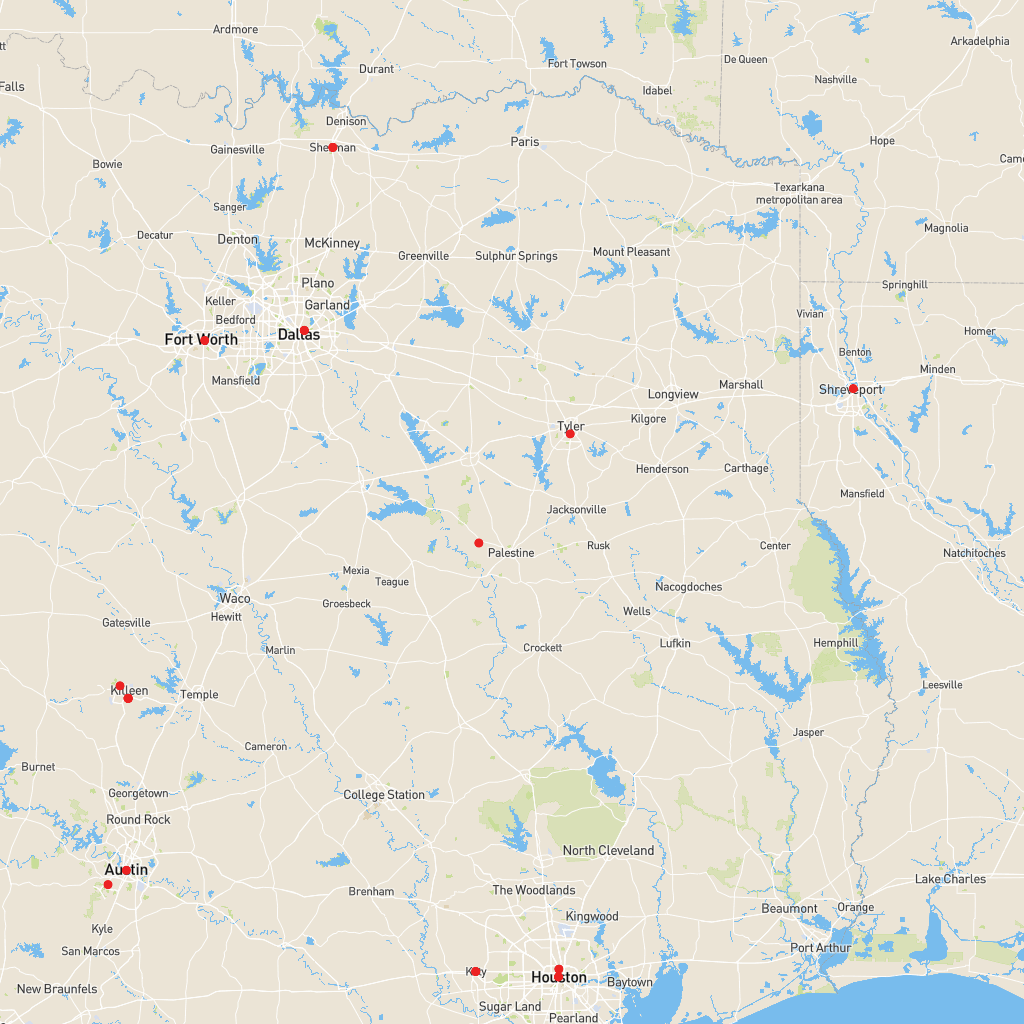 Ardmore
Arkadelphia
tt
Durant
Fort Towson
De Queen
Nashville
Falls
Idabel
Denison
Hope
Paris
Gainesville
Sherman
Bowie
Came
Texarkana
metropolitan area
Sanger
Magnolia
Decatur
Denton
McKinney
Greenville
Sulphur Springs
Mount Pleasant
Springhill
Plano
Keller
Garland
Vivian
Bedford
Homer
Dallas
Fort Worth
Benton
Minden
Mansfield
Marshall
Shreveport
Longview
Kilgore
Tyler
Henderson
Carthage
Mansfield
Jacksonville
Center
Rusk
Palestine
Natchitoches
Mexia
Teague
Nacogdoches
Waco
Groesbeck
Hewitt
Wells
Gatesville
Lufkin
Hemphill
Crockett
Marlin
Leesville
Killeen
Temple
Jasper
Cameron
Burnet
Georgetown
College Station
Round Rock
North Cleveland
Austin
Lake Charles
Brenham
The Woodlands
Beaumont
Orange
Kingwood
Kyle
Port Arthur
San Marcos
Katy
Houston
Baytown
New Braunfels
Sugar Land
Pearland